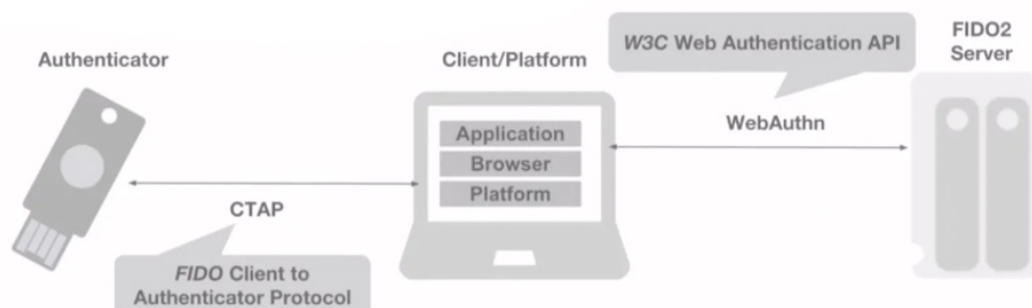 Authenticator
Client/Platform
W3C Web Authentication API
FIDO2
Server
Application
Browser
Platform
WebAuthn
CTAP
FIDO Client to
Authenticator Protocol